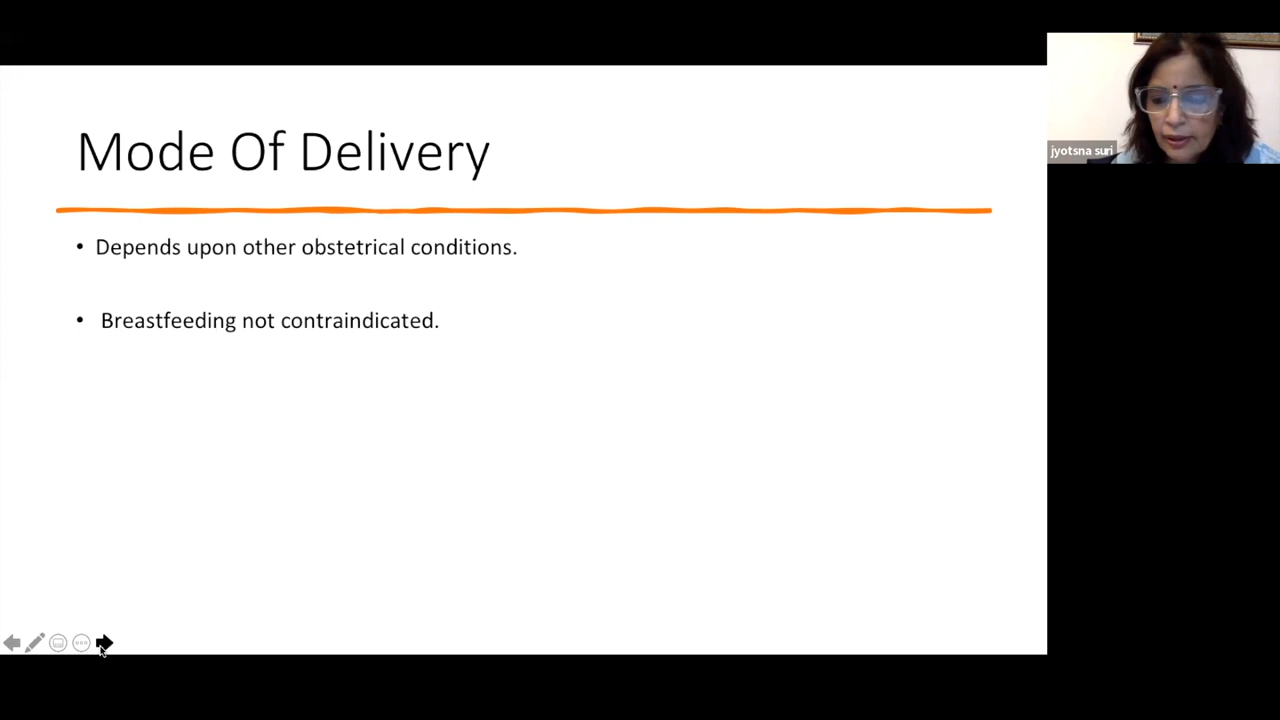 Mode Of Delivery
• Depends upon other obstetrical conditions.
• Breastfeeding not contraindicated.
jyotsna suri